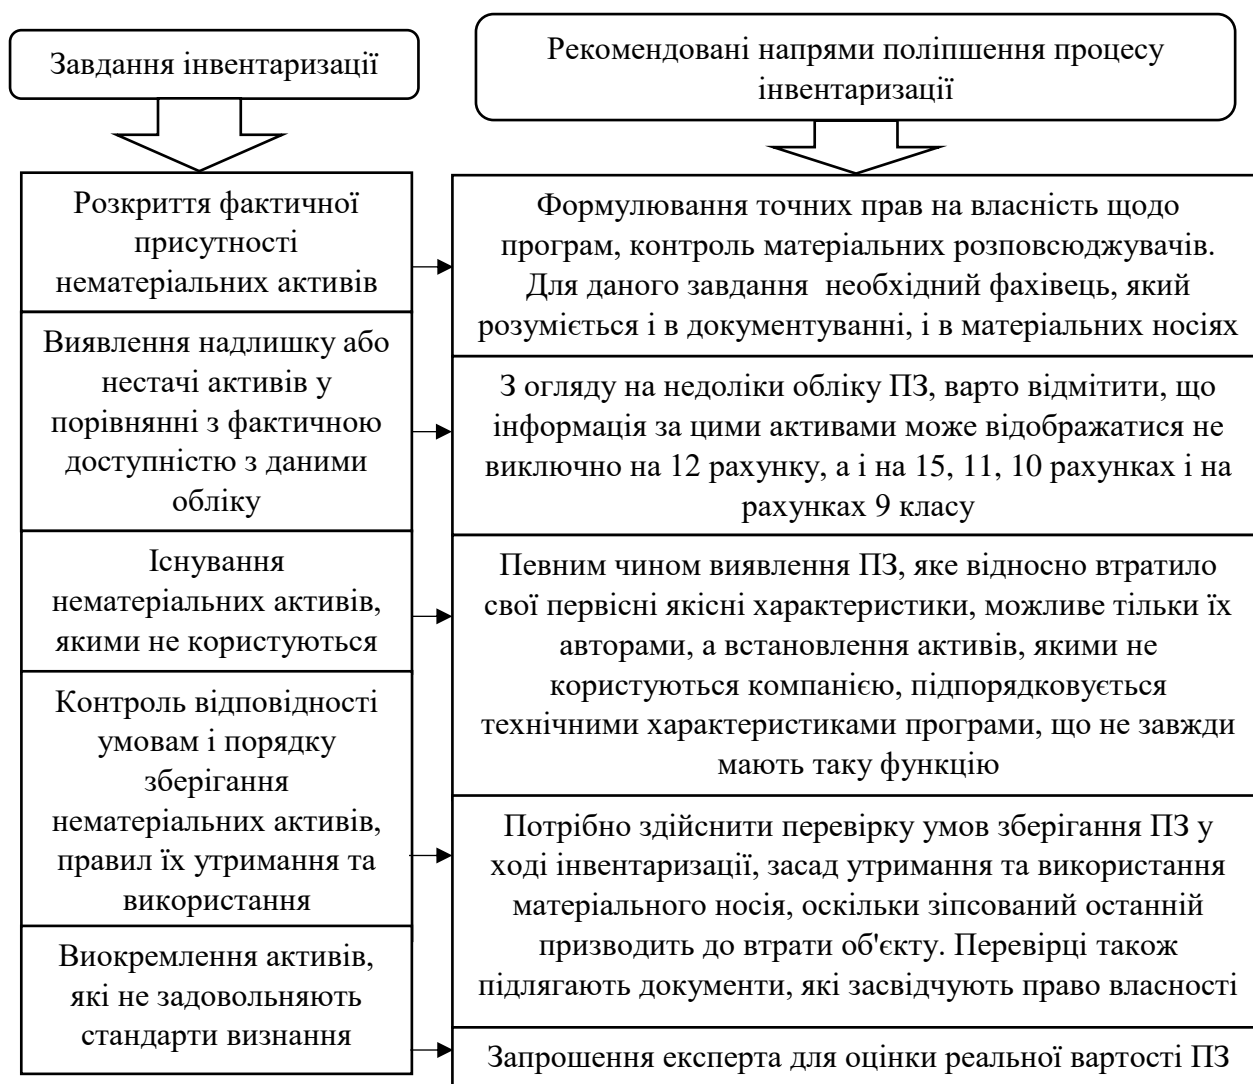 Завдання інвентаризації
Рекомендовані напрями поліпшення процесу
інвентаризації
Розкриття фактичної
присутності
нематеріальних активів
Формулювання точних прав на власність щодо
програм, контроль матеріальних розповсюджувачів.
Для даного завдання необхідний фахівець, який
розуміється і в документуванні, і в матеріальних носіях
Виявлення надлишку або
нестачі активів у
порівнянні з фактичною
доступністю з даними
обліку
З огляду на недоліки обліку ПЗ, варто відмітити, що
інформація за цими активами може відображатися не
виключно на 12 рахунку, а і на 15, 11, 10 рахунках і на
рахунках 9 класу
Існування
нематеріальних активів,
якими не користуються
Певним чином виявлення ПЗ, яке відносно втратило
свої первісні якісні характеристики, можливе тільки їх
авторами, а встановлення активів, якими не
користуються компанією, підпорядковується
технічними характеристиками програми, що не завжди
мають таку функцію
Контроль відповідності
умовам і порядку
зберігання
нематеріальних активів,
правил їх утримання та
використання
Потрібно здійснити перевірку умов зберігання ПЗ у
ході інвентаризації, засад утримання та використання
матеріального носія, оскільки зіпсований останній
призводить до втрати об'єкту. Перевірці також
підлягають документи, які засвідчують право власності
Виокремлення активів,
які не задовольняють
стандарти визнання
Запрошення експерта для оцінки реальної вартості ПЗ